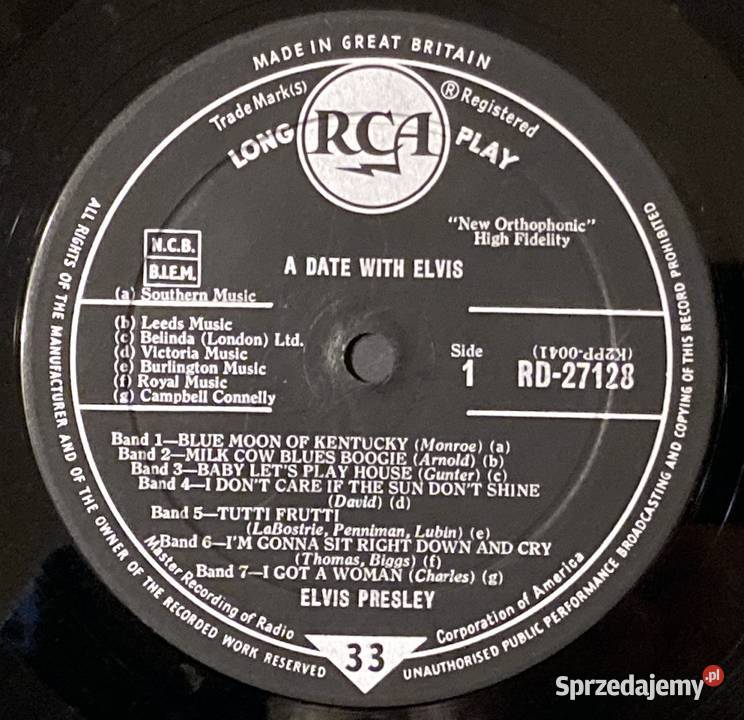 MADE IN GREAT BRITAIN
Trade Mark(s)
® Registered
LONG
RCA
PLAY
"New Orthophonic"
High Fidelity
N.C.B.
B.I.E.M.
A DATE WITH ELVIS
(a) Southern Music
(b) Leeds Music
(c) Belinda (London) Ltd.
(d) Victoria Music
(e) Burlington Music
(f) Royal Music
(g) Campbell Connelly
Side
1
(K2PP-0041)
RD-27128
Band 1—BLUE MOON OF KENTUCKY (Monroe) (a)
Band 2—MILK COW BLUES BOOGIE (Arnold) (b)
Band 3—BABY LET'S PLAY HOUSE (Gunter) (c)
Band 4—I DON'T CARE IF THE SUN DON'T SHINE
(David) (d)
Band 5—TUTTI FRUTTI
(LaBostrie, Penniman, Lubin) (e)
Band 6—I'M GONNA SIT RIGHT DOWN AND CRY
(Thomas, Biggs) (f)
Band 7—I GOT A WOMAN (Charles) (g)
ELVIS PRESLEY
Master Recording of Radio
Corporation of America
33
ALL RIGHTS OF THE MANUFACTURER AND OF THE OWNER OF THE RECORDED WORK RESERVED
UNAUTHORISED PUBLIC PERFORMANCE BROADCASTING AND COPYING OF THIS RECORD PROHIBITED
Sprzedajemy.pl